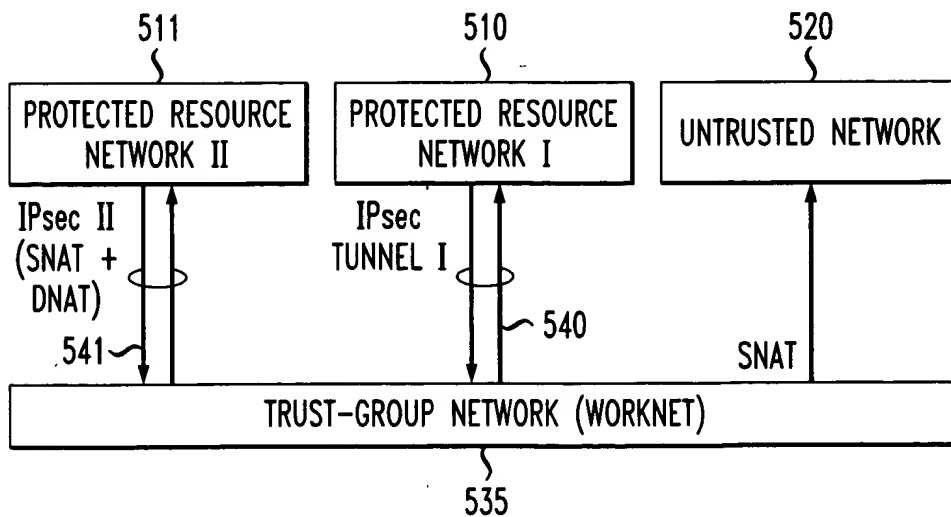 511
510
520
PROTECTED RESOURCE
NETWORK II
PROTECTED RESOURCE
NETWORK I
UNTRUSTED NETWORK
IPsec II
(SNAT +
DNAT)
IPsec
TUNNEL I
541
540
SNAT
TRUST-GROUP NETWORK (WORKNET)
535